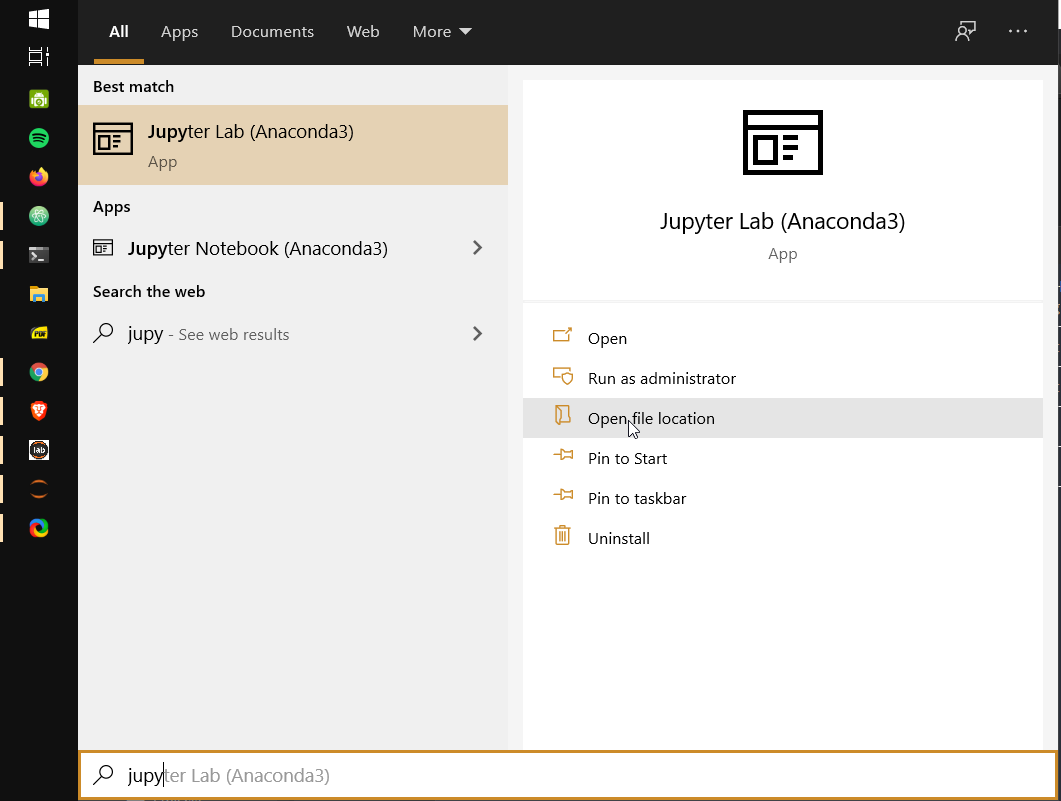 All Apps Documents Web More
Best match
Jupyter Lab (Anaconda3)
App
Apps
Jupyter Notebook (Anaconda3)
Search the web
jupy - See web results
Jupyter Lab (Anaconda3)
App
Open
Run as administrator
Open file location
Pin to Start
Pin to taskbar
Uninstall
PDF
lab
jupyter Lab (Anaconda3)